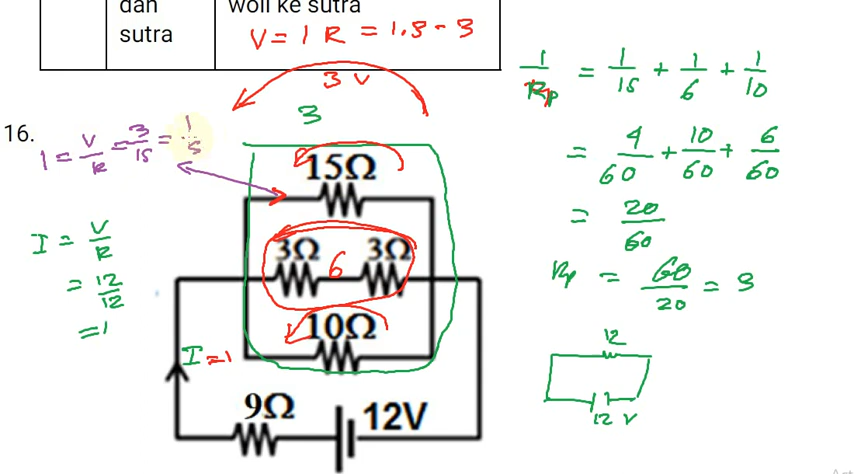 dan
sutra
woll ke sutra
V = I R = 1.3 = 3
3 V
1/Rp = 1/15 + 1/6 + 1/10
16.
I = V/R = 3/15 = 1/5
3
= 4/60 + 10/60 + 6/60
15Ω
= 20/60
I = V/R
= 12/12
= 1
3Ω 6 3Ω
Rp = 60/20 = 3
10Ω
I = 1
12
12 V
9Ω
12V